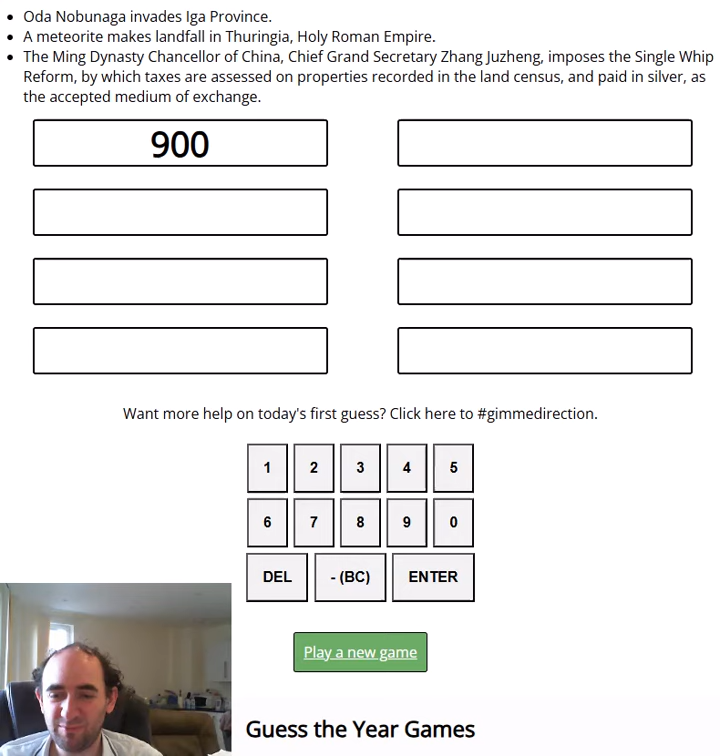 • Oda Nobunaga invades Iga Province.
• A meteorite makes landfall in Thuringia, Holy Roman Empire.
• The Ming Dynasty Chancellor of China, Chief Grand Secretary Zhang Juzheng, imposes the Single Whip
Reform, by which taxes are assessed on properties recorded in the land census, and paid in silver, as
the accepted medium of exchange.
900
Want more help on today's first guess? Click here to #gimmedirection.
1 2 3 4 5
6 7 8 9 0
DEL - (BC) ENTER
Play a new game
Guess the Year Games